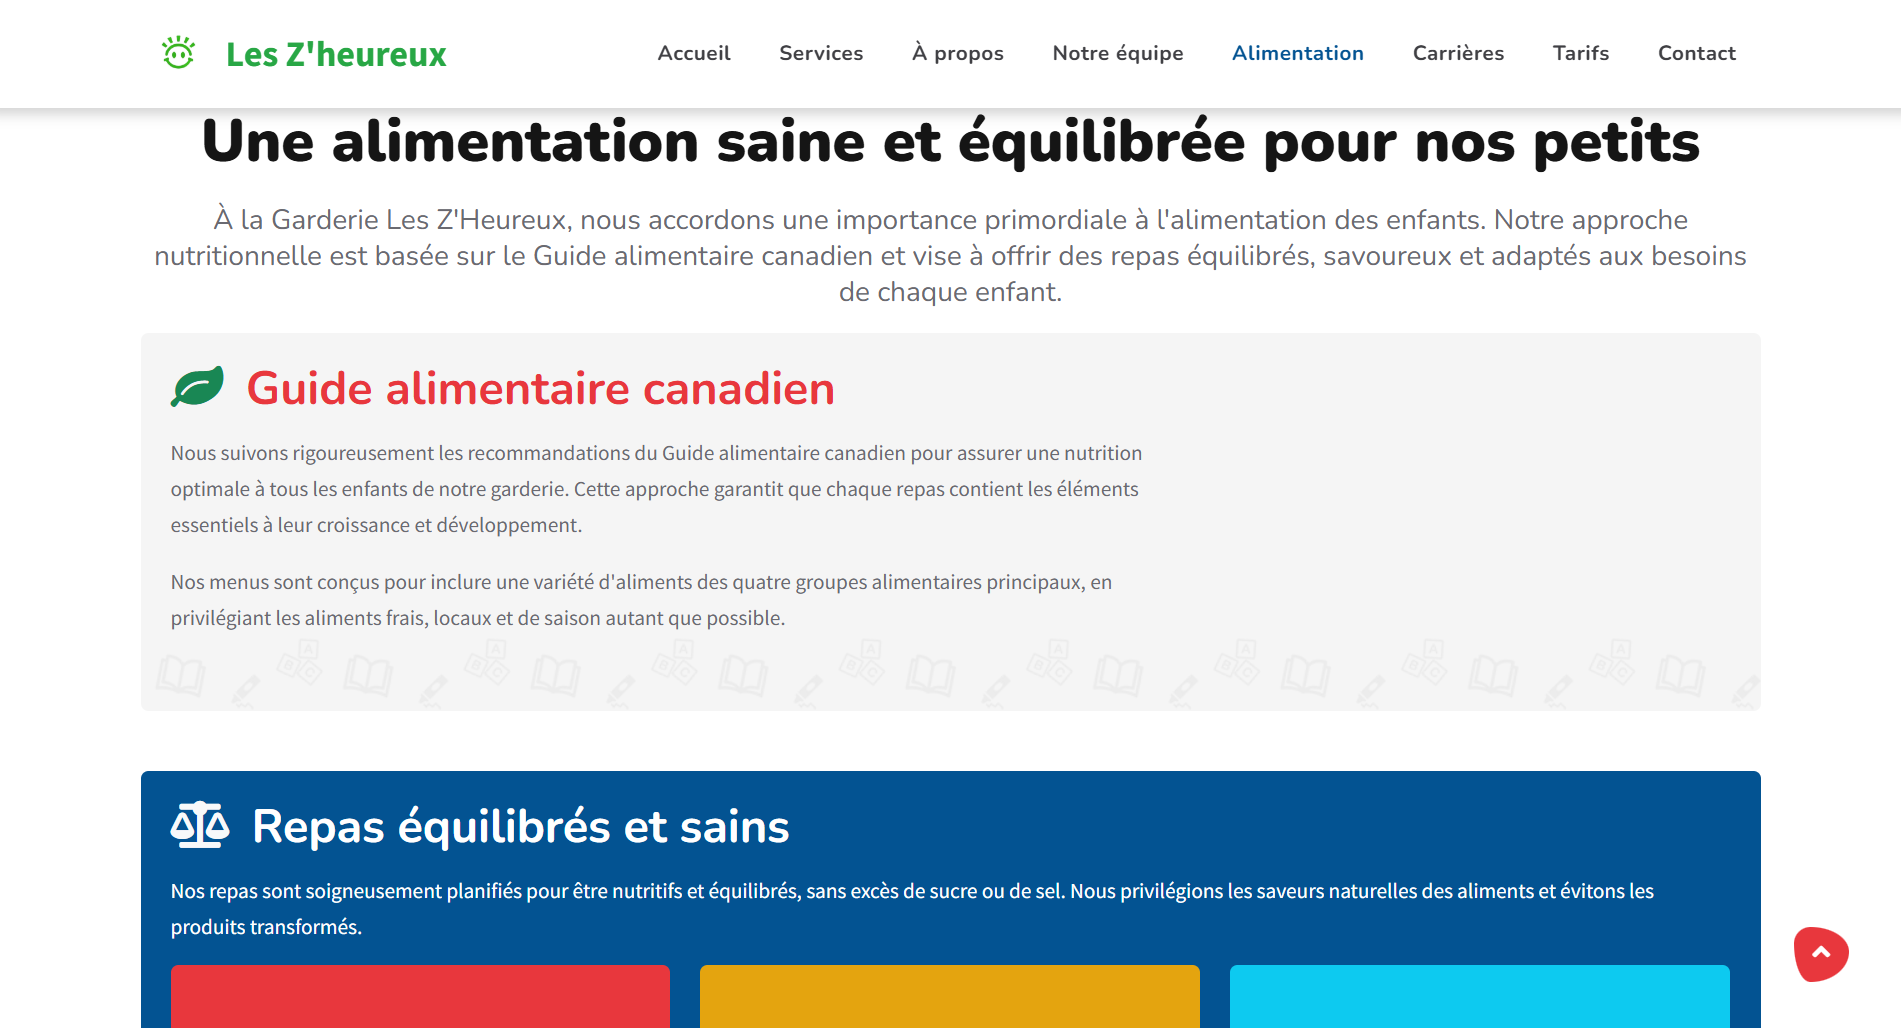 Les Z'heureux
Accueil
Services
À propos
Notre équipe
Alimentation
Carrières
Tarifs
Contact
Une alimentation saine et équilibrée pour nos petits
À la Garderie Les Z'Heureux, nous accordons une importance primordiale à l'alimentation des enfants. Notre approche
nutritionnelle est basée sur le Guide alimentaire canadien et vise à offrir des repas équilibrés, savoureux et adaptés aux besoins
de chaque enfant.
Guide alimentaire canadien
Nous suivons rigoureusement les recommandations du Guide alimentaire canadien pour assurer une nutrition
optimale à tous les enfants de notre garderie. Cette approche garantit que chaque repas contient les éléments
essentiels à leur croissance et développement.
Nos menus sont conçus pour inclure une variété d'aliments des quatre groupes alimentaires principaux, en
privilégiant les aliments frais, locaux et de saison autant que possible.
Repas équilibrés et sains
Nos repas sont soigneusement planifiés pour être nutritifs et équilibrés, sans excès de sucre ou de sel. Nous privilégions les saveurs naturelles des aliments et évitons les
produits transformés.